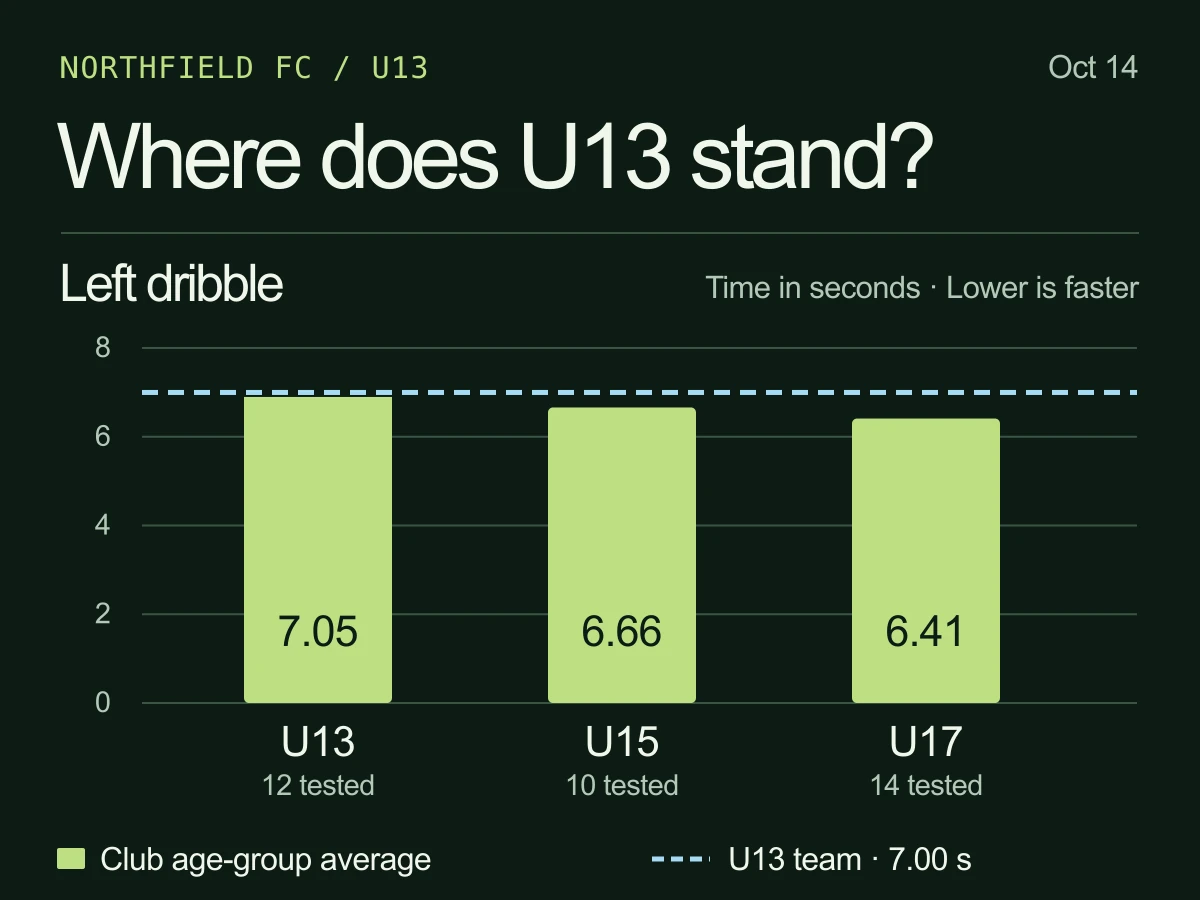 NORTHFIELD FC / U13
Oct 14
Where does U13 stand?
Left dribble
Time in seconds · Lower is faster
8
6
4
2
0
7.05
6.66
6.41
U13
U15
U17
12 tested
10 tested
14 tested
Club age-group average
U13 team · 7.00 s